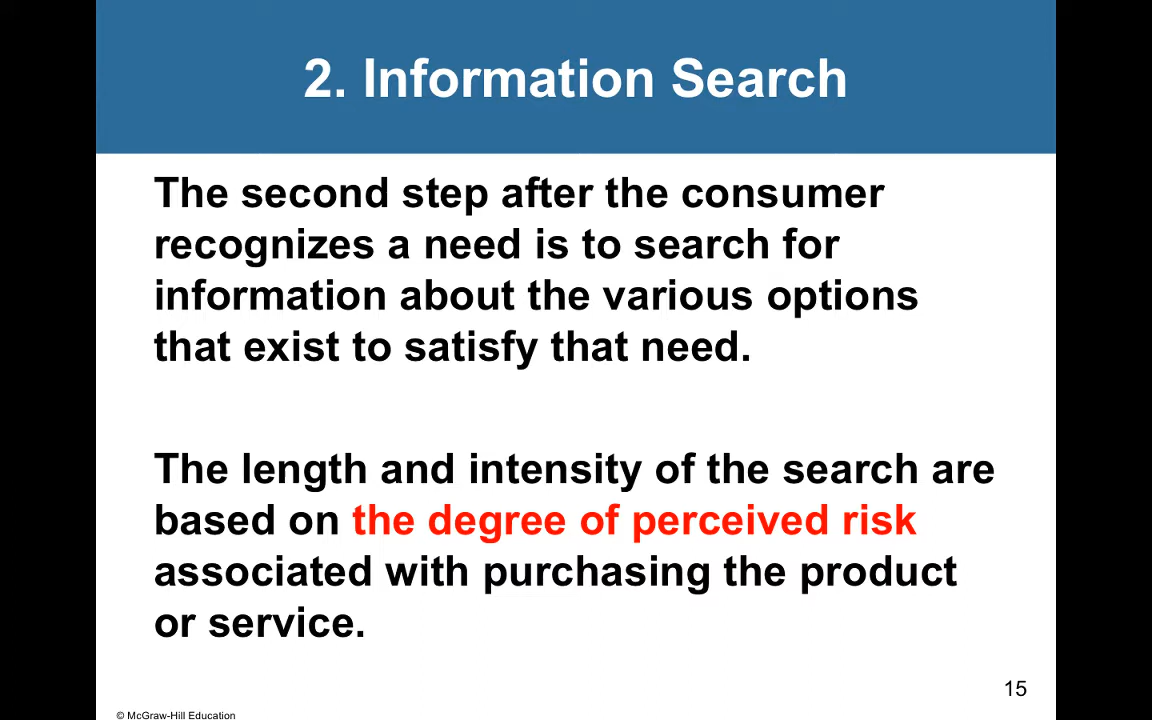 2. Information Search
The second step after the consumer
recognizes a need is to search for
information about the various options
that exist to satisfy that need.
The length and intensity of the search are
based on the degree of perceived risk
associated with purchasing the product
or service.
15
© McGraw-Hill Education